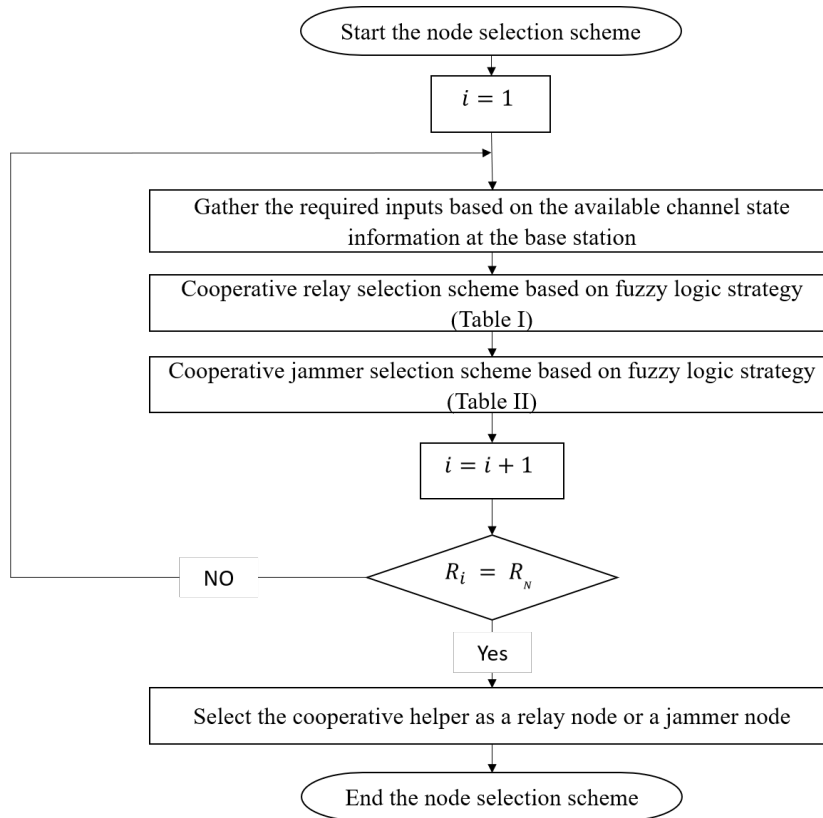 Start the node selection scheme
i = 1
Gather the required inputs based on the available channel state
information at the base station
Cooperative relay selection scheme based on fuzzy logic strategy
(Table I)
Cooperative jammer selection scheme based on fuzzy logic strategy
(Table II)
i = i + 1
R_i = R_N
NO
Yes
Select the cooperative helper as a relay node or a jammer node
End the node selection scheme